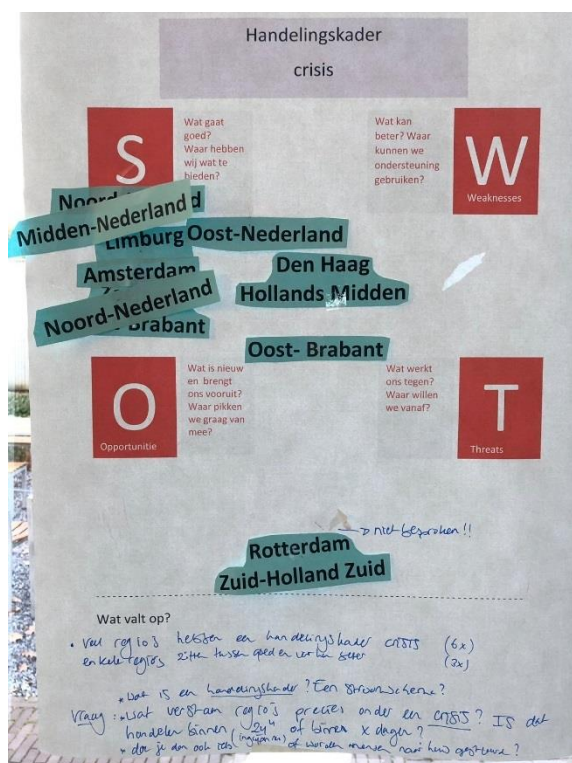 Handelingskader
crisis
S
Wat gaat
goed?
Waar hebben
wij wat te
bieden?
Wat kan
beter? Waar
kunnen we
ondersteuning
gebruiken?
W
Weaknesses
Midden-Nederland
Limburg
Oost-Nederland
Amsterdam
Den Haag
Hollands Midden
Noord-Nederland
Brabant
Oost- Brabant
O
Opportunitie
Wat is nieuw
en brengt
ons vooruit?
Waar pikken
we graag van
mee?
Wat werkt
ons tegen?
Waar willen
we vanaf?
T
Threats
niet besproken!!
Rotterdam
Zuid-Holland Zuid
Wat valt op?
• Veel regio's hebben een handelingskader crisis (6x)
enkele regio's zitten tussen goed en kan beter (3x)
* wat is een handelingskader? Een stroomschema?
Vraag: * wat verstaan regio's precies onder een crisis? IS dat
handelen binnen 24u of binnen x dagen?
* doe je dan ook iets of worden mensen naar huis gestuurd?